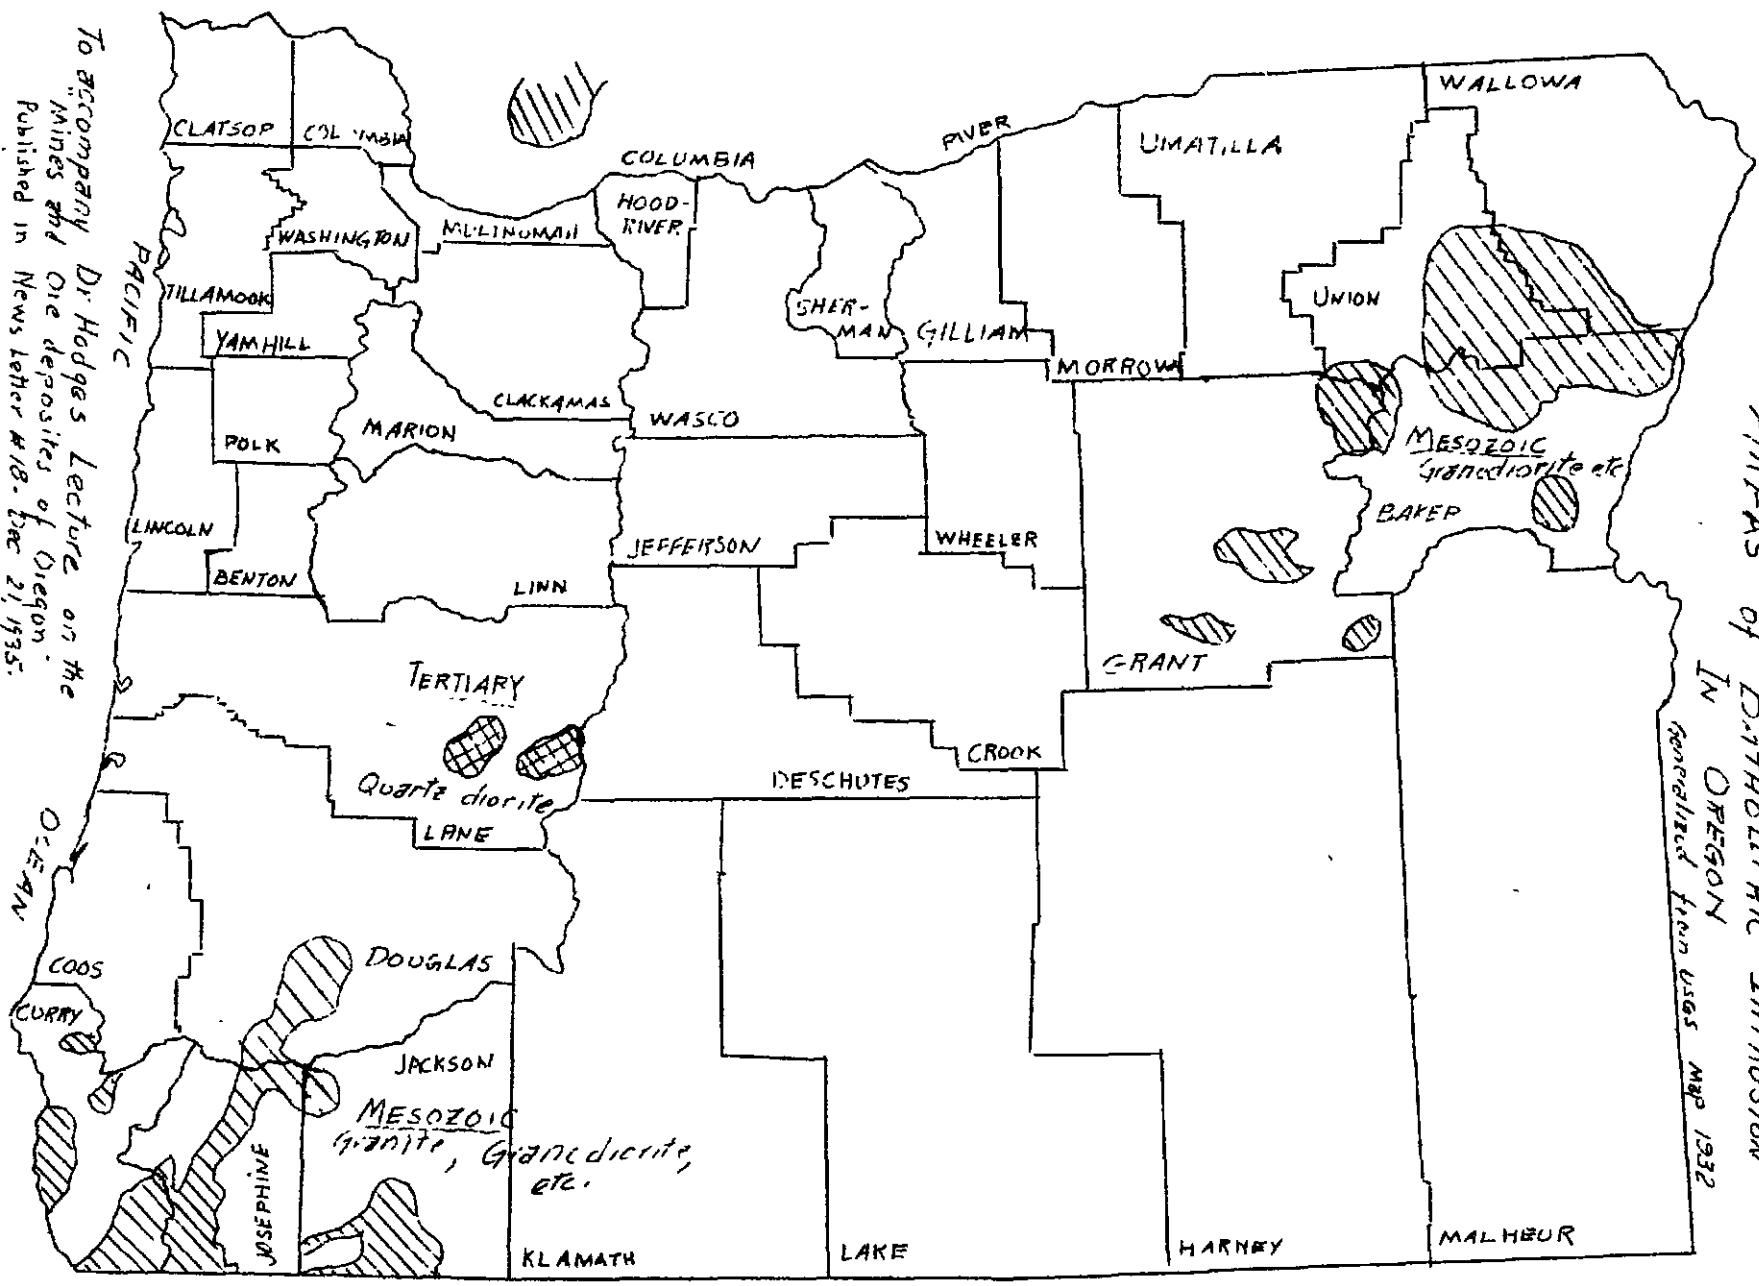 To accompany Dr. Hodges Lecture on the
"Mines and Ore deposites of Oregon"
Published in News Letter #18- Dec 21, 1935.
OF BATHOLITHIC INTRUSION
IN OREGON
Generalized from USGS Map 1932
PACIFIC
OCEAN
COLUMBIA
RIVER
CLATSOP
COLUMBIA
WALLOWA
UMATILLA
HOOD-
RIVER
MULTNOMAH
WASHINGTON
TILLAMOOK
YAMHILL
SHER-
MAN
GILLIAM
UNION
MORROW
CLACKAMAS
WASCO
MARION
POLK
MESOZOIC
Granodiorite etc
BAKER
LINCOLN
JEFFERSON
WHEELER
BENTON
LINN
GRANT
TERTIARY
Quartz diorite
CROOK
DESCHUTES
LANE
COOS
DOUGLAS
CURRY
JACKSON
MESOZOIC
Granite, Granodiorite,
etc.
JOSEPHINE
KLAMATH
LAKE
HARNEY
MALHEUR